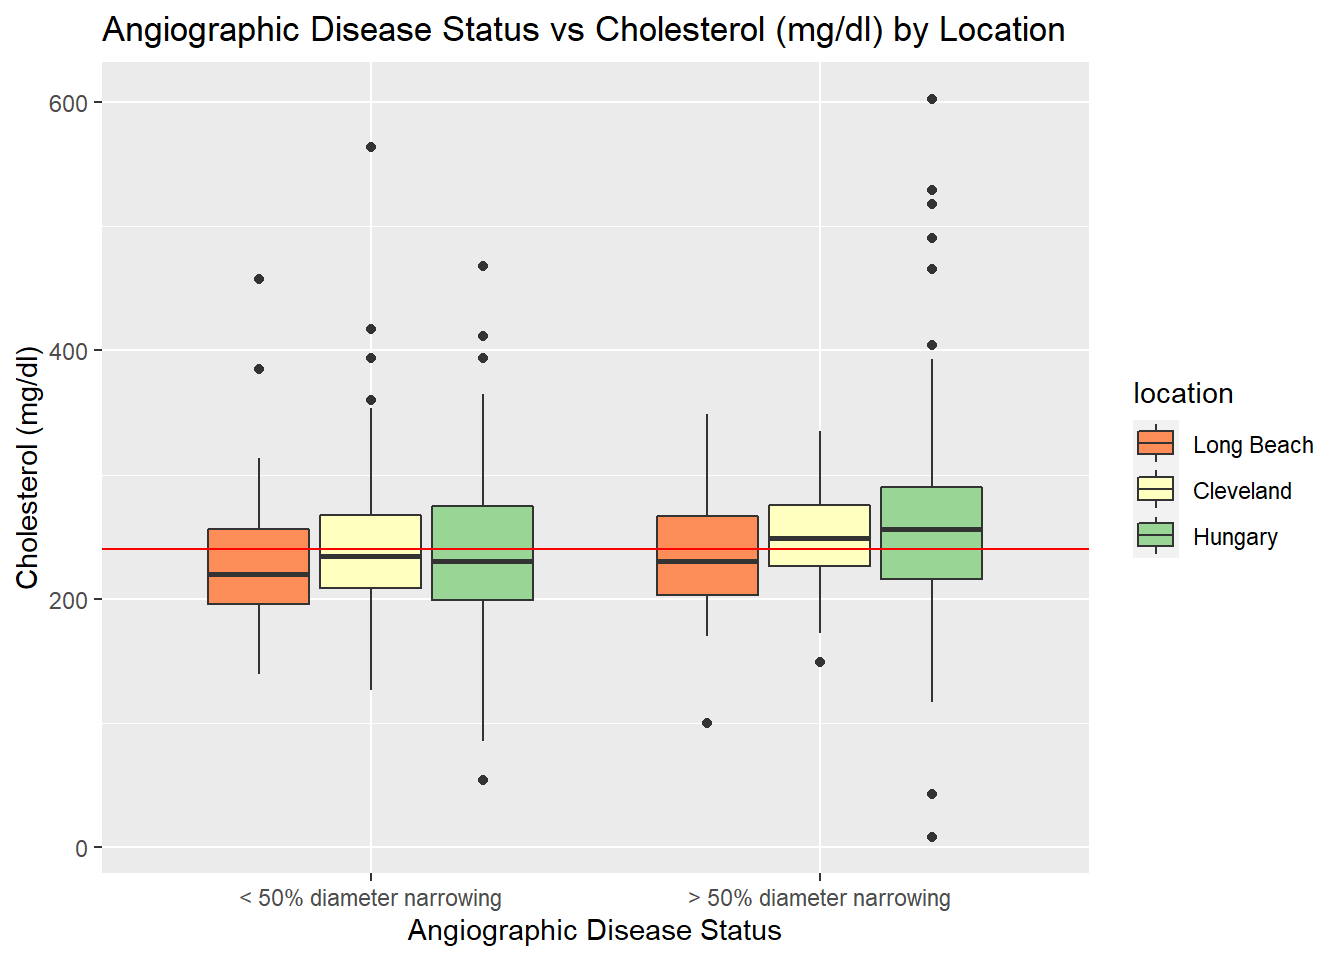 Angiographic Disease Status vs Cholesterol (mg/dl) by Location
Cholesterol (mg/dl)
600
400
200
0
< 50% diameter narrowing
> 50% diameter narrowing
Angiographic Disease Status
location
Long Beach
Cleveland
Hungary